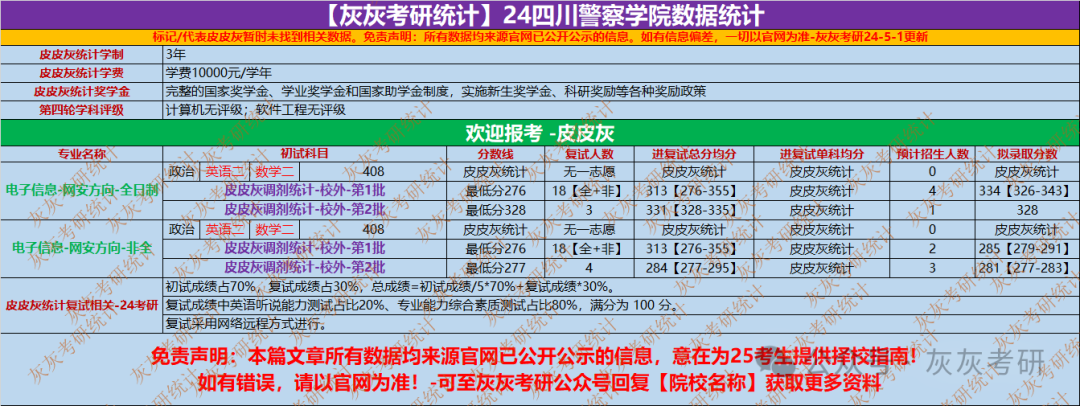 【灰灰考研统计】24四川警察学院数据统计
标记/代表皮皮灰暂时未找到相关数据。免责声明：所有数据均来源官网已公开公示的信息。如有信息偏差，一切以官网为准-灰灰考研24-5-1更新
皮皮灰统计学制 3年
皮皮灰统计学费 学费10000元/学年
皮皮灰统计奖学金 完整的国家奖学金、学业奖学金和国家助学金制度，实施新生奖学金、科研奖励等各种奖励政策
第四轮学科评级 计算机无评级；软件工程无评级
欢迎报考 -皮皮灰
专业名称 初试科目 分数线 复试人数 进复试总分均分 进复试单科均分 预计招生人数 拟录取分数
电子信息-网安方向-全日制 政治 英语二 数学二 408 皮皮灰统计 无一志愿 皮皮灰统计 皮皮灰统计 0 皮皮灰统计
皮皮灰调剂统计-校外-第1批 最低分276 18【全+非】 313【276-355】 皮皮灰统计 4 334【326-343】
皮皮灰调剂统计-校外-第2批 最低分328 3 331【328-335】 皮皮灰统计 1 328
电子信息-网安方向-非全 政治 英语二 数学二 408 皮皮灰统计 无一志愿 皮皮灰统计 皮皮灰统计 0 皮皮灰统计
皮皮灰调剂统计-校外-第1批 最低分276 18【全+非】 313【276-355】 皮皮灰统计 2 285【279-291】
皮皮灰调剂统计-校外-第2批 最低分277 4 284【277-295】 皮皮灰统计 3 281【277-283】
皮皮灰统计复试相关-24考研 初试成绩占70%，复试成绩占30%，总成绩=初试成绩/5*70%+复试成绩*30%。
复试成绩中英语听说能力测试占比20%、专业能力综合素质测试占比80%，满分为 100 分。
复试采用网络远程方式进行。
免责声明：本篇文章所有数据均来源官网已公开公示的信息，意在为25考生提供择校指南！
如有错误，请以官网为准！-可至灰灰考研公众号回复【院校名称】获取更多资料
公众号 · 灰灰考研
灰灰考研统计